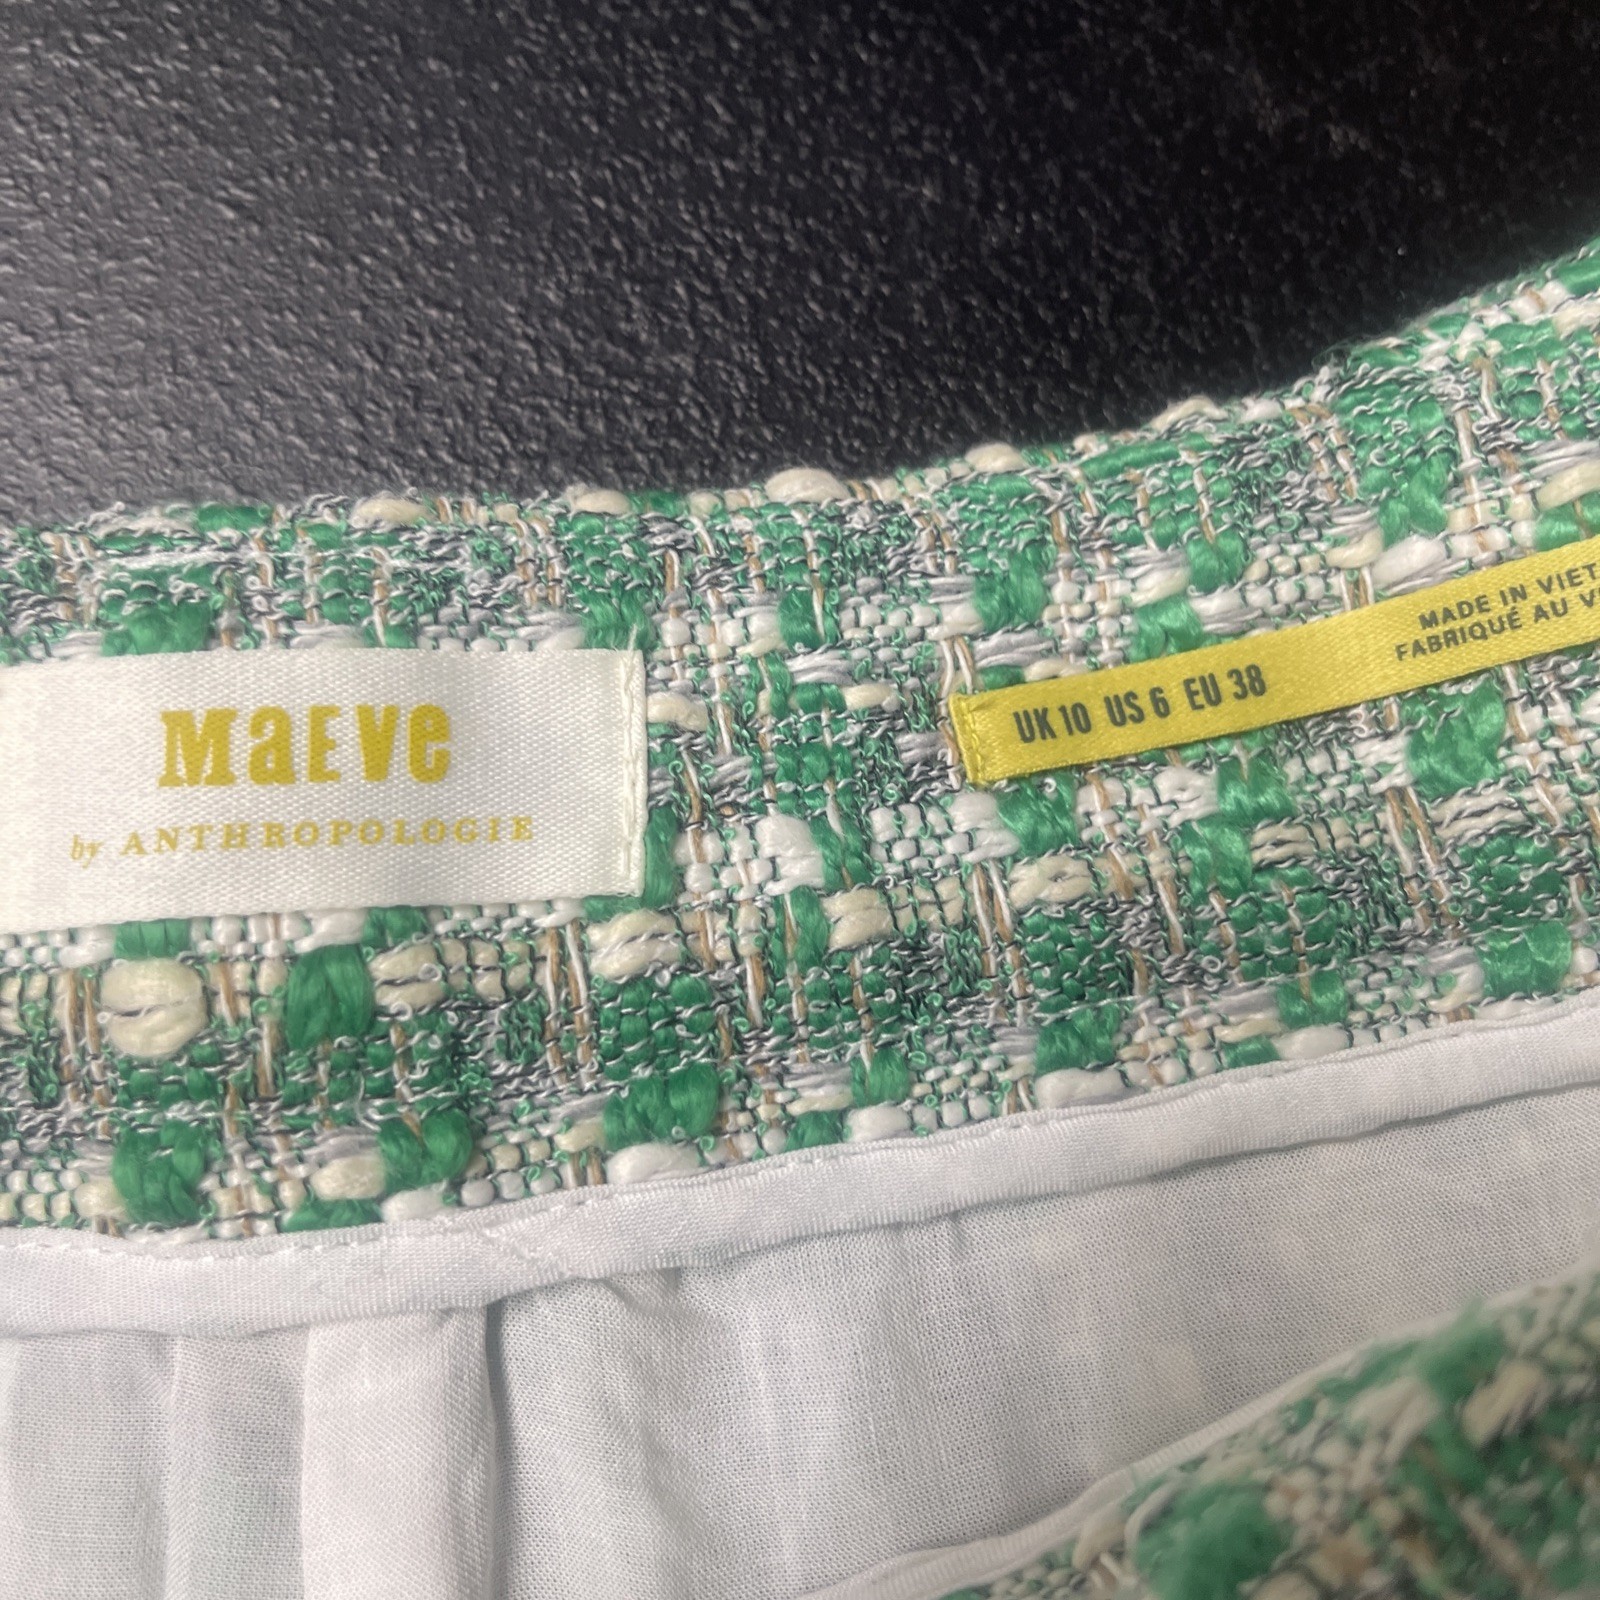 MaEve
by ANTHROPOLOGIE
UK 10 US 6 EU 38
MADE IN VIET
FABRIQUÉ AU V